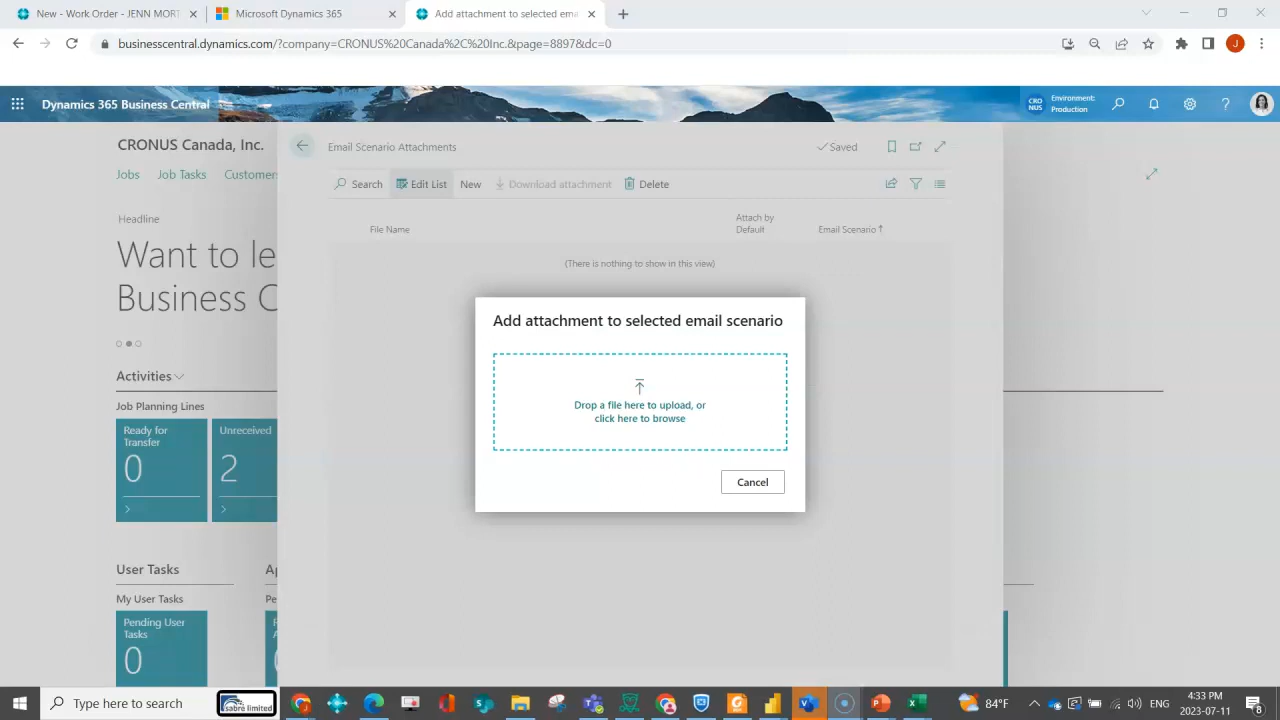 New - Work Order - JENN MORT
Microsoft Dynamics 365
Add attachment to selected ema
businesscentral.dynamics.com/?company=CRONUS%20Canada%2C%20Inc.&page=8897&dc=0
J
Dynamics 365 Business Central
CRO
NUS
Environment:
Production
CRONUS Canada, Inc.
Jobs Job Tasks Customers
Email Scenario Attachments
Saved
Search Edit List New Download attachment Delete
Headline
Want to le
Business C
File Name
Attach by
Default
Email Scenario
(There is nothing to show in this view)
Add attachment to selected email scenario
Drop a file here to upload, or
click here to browse
Cancel
Activities
Job Planning Lines
Ready for
Transfer
0
Unreceived
2
User Tasks
My User Tasks
Pending User
Tasks
0
Type here to search
sabre limited
84°F
ENG
4:33 PM
2023-07-11
8